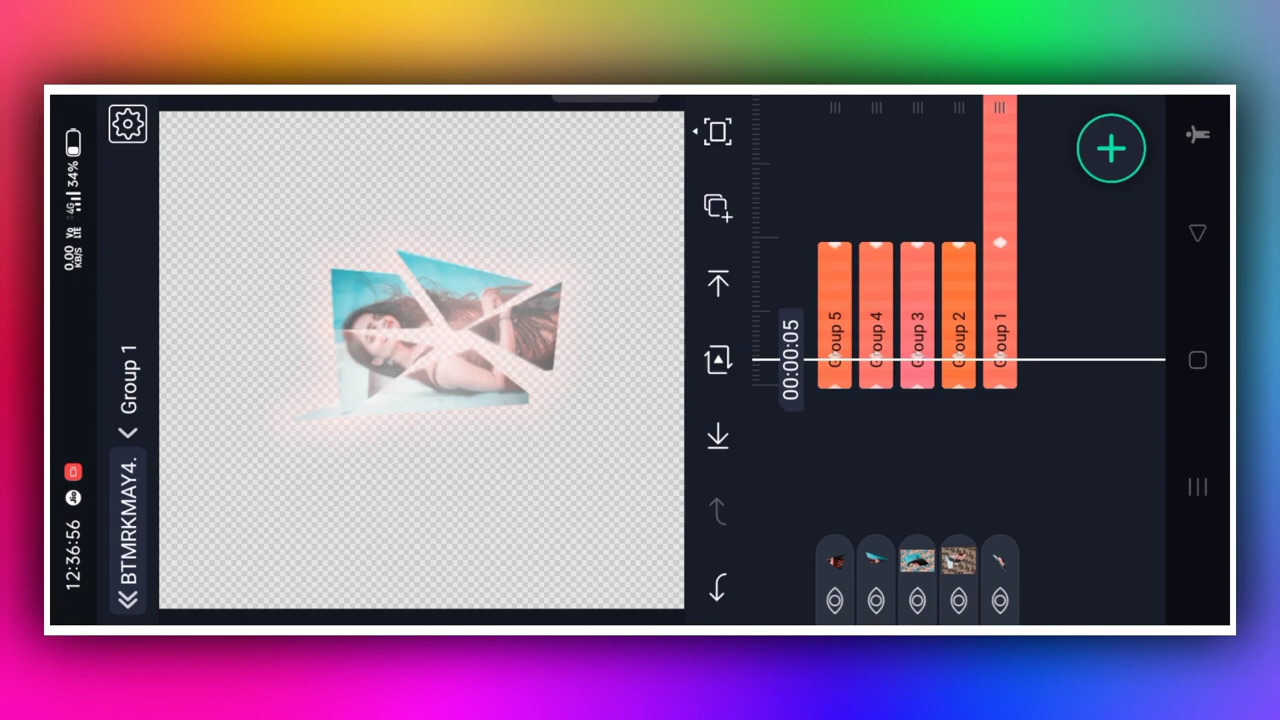 12:36:56
Jio
0.00
KB/S
Vo
LTE
4G
34%
BTMRKMAY4.
Group 1
00:00:05
Group 5
Group 4
Group 3
Group 2
Group 1